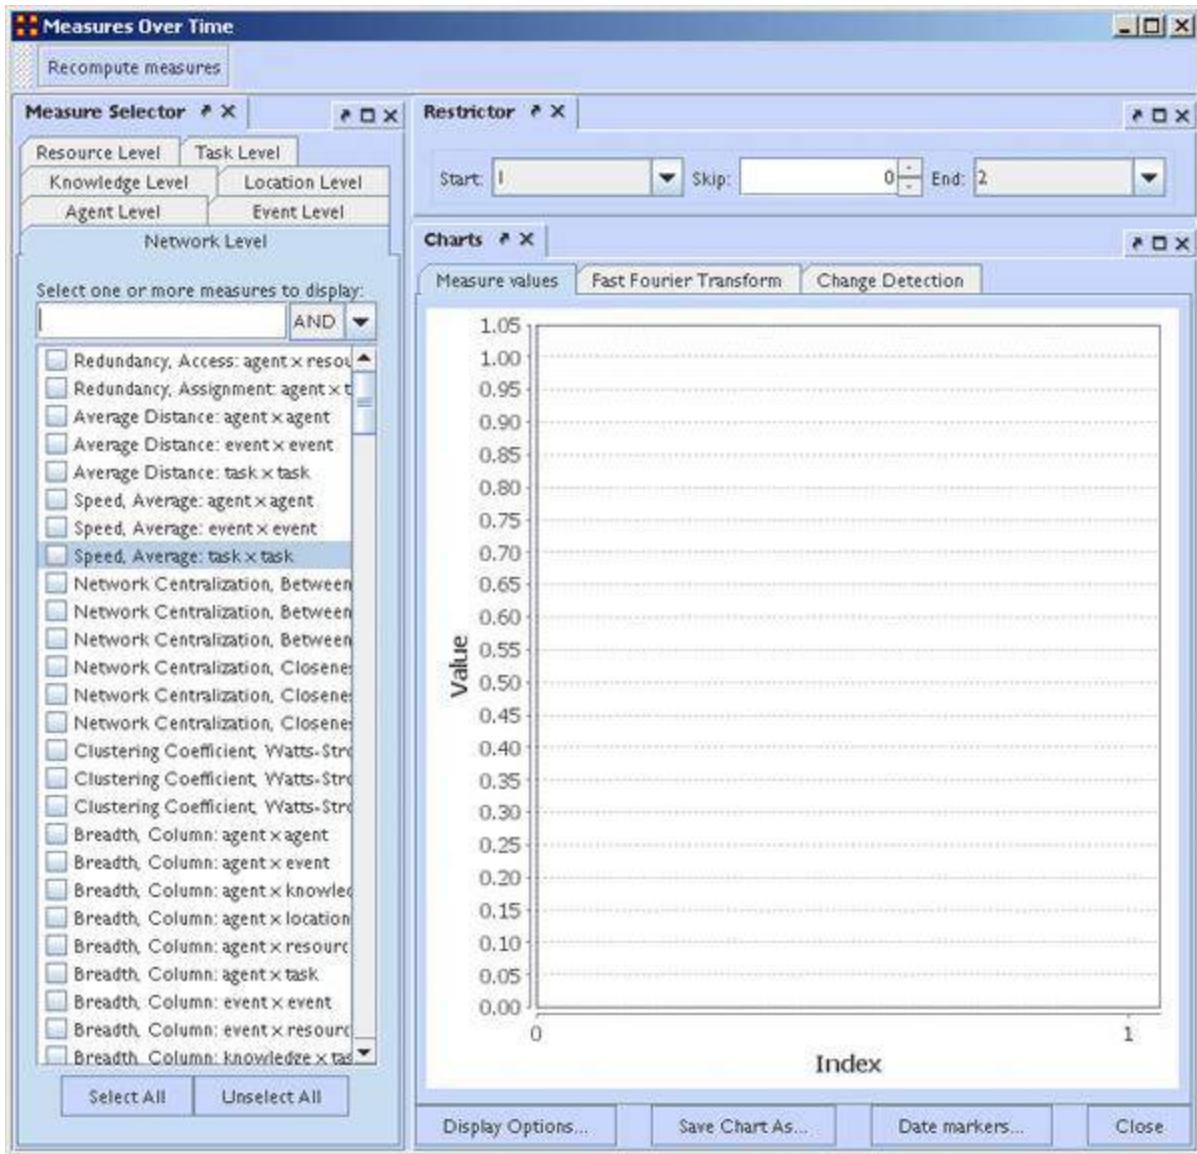 Measures Over Time
Recompute measures
Measure Selector
Resource Level Task Level
Knowledge Level Location Level
Agent Level Event Level
Network Level
Select one or more measures to display:
AND
Redundancy, Access: agent x resou
Redundancy, Assignment: agent x t
Average Distance: agent x agent
Average Distance: event x event
Average Distance: task x task
Speed, Average: agent x agent
Speed, Average: event x event
Speed, Average: task x task
Network Centralization, Between
Network Centralization, Between
Network Centralization, Between
Network Centralization, Closenes
Network Centralization, Closenes
Network Centralization, Closenes
Clustering Coefficient, Watts-Stro
Clustering Coefficient, Watts-Stro
Clustering Coefficient, Watts-Stro
Breadth, Column: agent x agent
Breadth, Column: agent x event
Breadth, Column: agent x knowled
Breadth, Column: agent x location
Breadth, Column: agent x resourc
Breadth, Column: agent x task
Breadth, Column: event x event
Breadth, Column: event x resourc
Breadth, Column: knowledge x tas
Select All Unselect All
Restrictor
Start: 1 Skip: 0 End: 2
Charts
Measure values Fast Fourier Transform Change Detection
1.05
1.00
0.95
0.90
0.85
0.80
0.75
0.70
0.65
0.60
0.55
0.50
0.45
0.40
0.35
0.30
0.25
0.20
0.15
0.10
0.05
0.00
Value
0 1
Index
Display Options... Save Chart As... Date markers... Close